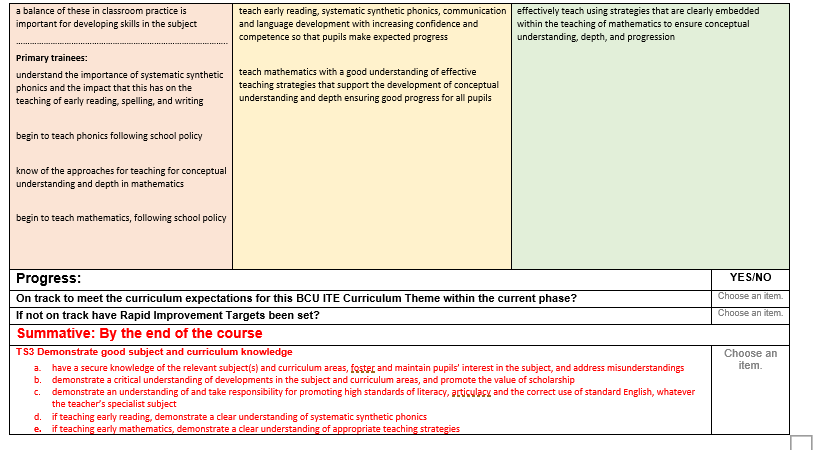 a balance of these in classroom practice is
important for developing skills in the subject
Primary trainees:
understand the importance of systematic synthetic
phonics and the impact that this has on the
teaching of early reading, spelling, and writing
begin to teach phonics following school policy
know of the approaches for teaching for conceptual
understanding and depth in mathematics
begin to teach mathematics, following school policy
teach early reading, systematic synthetic phonics, communication
and language development with increasing confidence and
competence so that pupils make expected progress
teach mathematics with a good understanding of effective
teaching strategies that support the development of conceptual
understanding and depth ensuring good progress for all pupils
effectively teach using strategies that are clearly embedded
within the teaching of mathematics to ensure conceptual
understanding, depth, and progression
Progress:
YES/NO
On track to meet the curriculum expectations for this BCU ITE Curriculum Theme within the current phase?
Choose an item.
If not on track have Rapid Improvement Targets been set?
Choose an item.
Summative: By the end of the course
TS3 Demonstrate good subject and curriculum knowledge
a. have a secure knowledge of the relevant subject(s) and curriculum areas, foster and maintain pupils' interest in the subject, and address misunderstandings
b. demonstrate a critical understanding of developments in the subject and curriculum areas, and promote the value of scholarship
c. demonstrate an understanding of and take responsibility for promoting high standards of literacy, articulacy and the correct use of standard English, whatever
the teacher's specialist subject
d. if teaching early reading, demonstrate a clear understanding of systematic synthetic phonics
e. if teaching early mathematics, demonstrate a clear understanding of appropriate teaching strategies
Choose an
item.